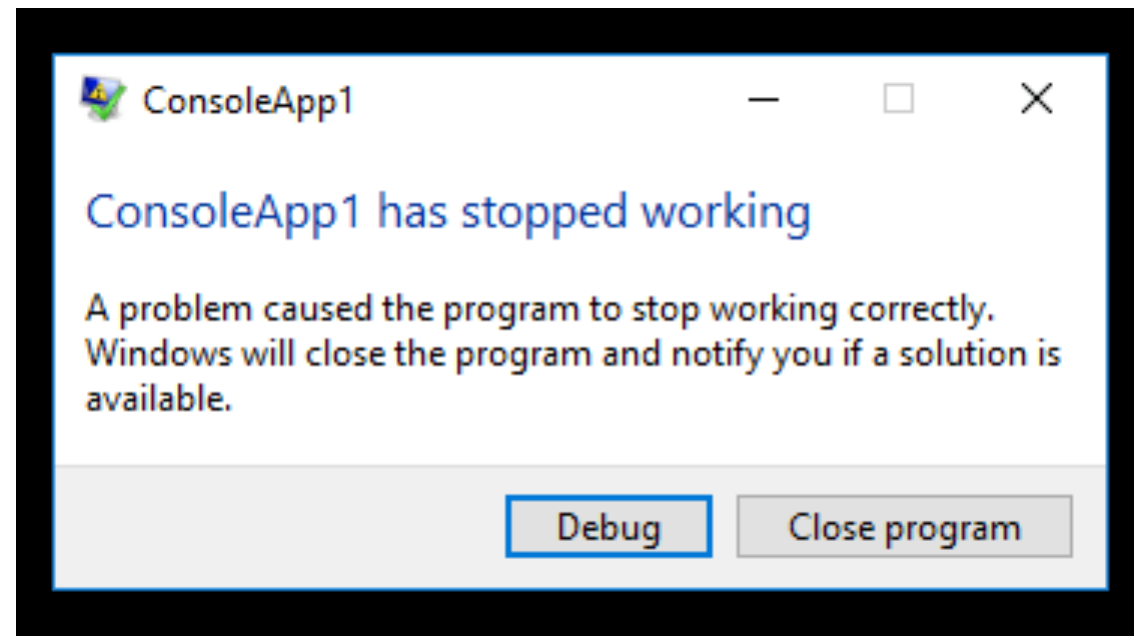 ConsoleApp1
ConsoleApp1 has stopped working
A problem caused the program to stop working correctly.
Windows will close the program and notify you if a solution is
available.
Debug
Close program